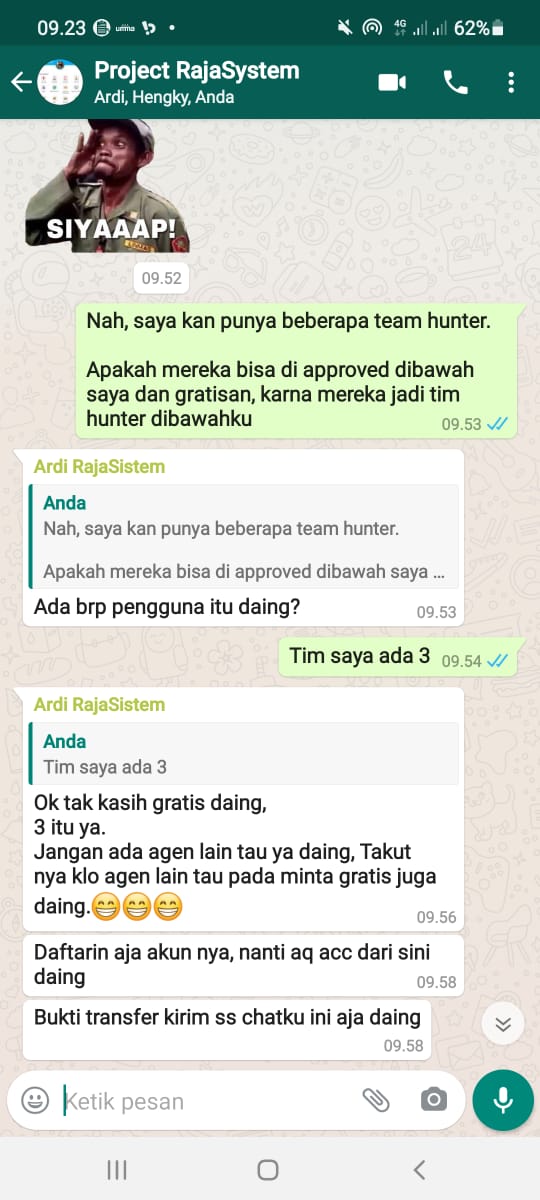 09.23
4G
62%
Project RajaSystem
Ardi, Hengky, Anda
SIYAAAP!
LINMAS
09.52
Nah, saya kan punya beberapa team hunter.
Apakah mereka bisa di approved dibawah
saya dan gratisan, karna mereka jadi tim
hunter dibawahku
09.53
Ardi RajaSistem
Anda
Nah, saya kan punya beberapa team hunter.
Apakah mereka bisa di approved dibawah saya ...
Ada brp pengguna itu daing?
09.53
Tim saya ada 3
09.54
Ardi RajaSistem
Anda
Tim saya ada 3
Ok tak kasih gratis daing,
3 itu ya.
Jangan ada agen lain tau ya daing, Takut
nya klo agen lain tau pada minta gratis juga
daing.😁😁😁
09.56
Daftarin aja akun nya, nanti aq acc dari sini
daing
09.58
Bukti transfer kirim ss chatku ini aja daing
09.58
Ketik pesan